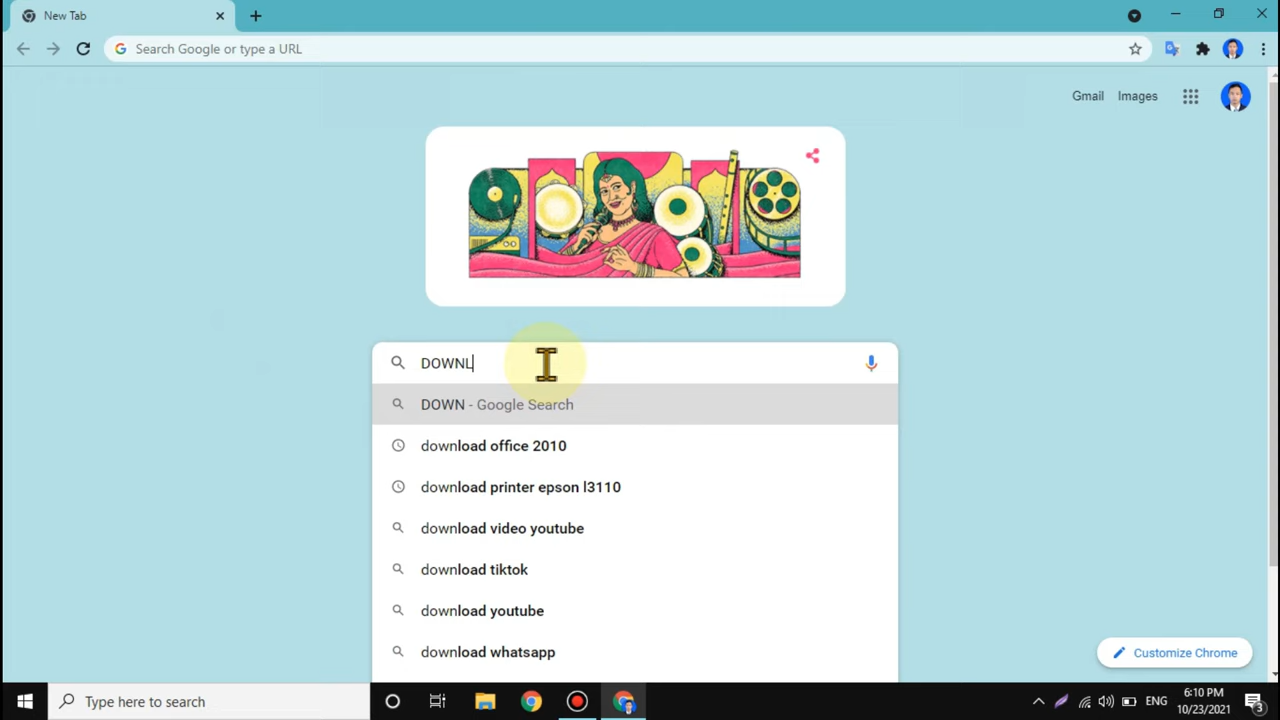 New Tab
Search Google or type a URL
Gmail Images
DOWNL
DOWN - Google Search
download office 2010
download printer epson l3110
download video youtube
download tiktok
download youtube
download whatsapp
Customize Chrome
Type here to search
ENG
6:10 PM
10/23/2021
3